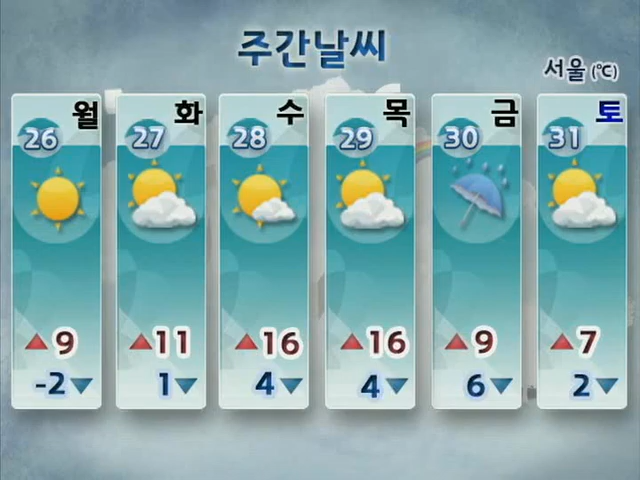 주간날씨
서울(℃)
월 화 수 목 금 토
26 27 28 29 30 31
9 11 16 16 9 7
-2 1 4 4 6 2